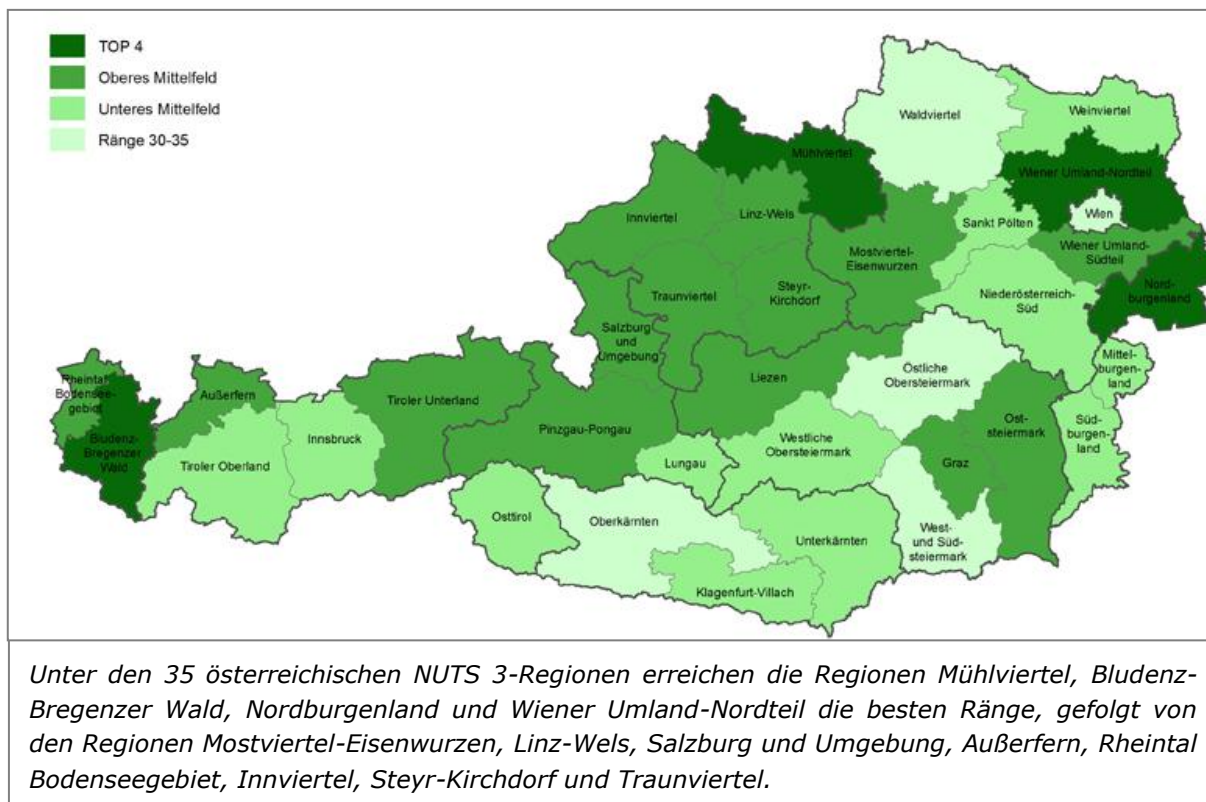 TOP 4
Oberes Mittelfeld
Unteres Mittelfeld
Ränge 30-35
Waldviertel
Weinviertel
Mühlviertel
Wiener Umland-Nordteil
Wien
Innviertel
Linz-Wels
Sankt Pölten
Mostviertel-
Eisenwurzen
Wiener Umland-
Südteil
Nord-
burgenland
Traunviertel
Steyr-
Kirchdorf
Niederösterreich-
Süd
Salzburg
und
Umgebung
Mittel-
burgen-
land
Östliche
Obersteiermark
Liezen
Rheintal-
Bodensee-
gebiet
Außerfern
Tiroler Unterland
Ost-
steiermark
Süd-
burgen-
land
Bludenz-
Bregenzer
Wald
Innsbruck
Pinzgau-Pongau
Westliche
Obersteiermark
Tiroler Oberland
Lungau
Graz
Osttirol
Oberkärnten
Unterkärnten
West-
und Süd-
steiermark
Klagenfurt-Villach
Unter den 35 österreichischen NUTS 3-Regionen erreichen die Regionen Mühlviertel, Bludenz-
Bregenzer Wald, Nordburgenland und Wiener Umland-Nordteil die besten Ränge, gefolgt von
den Regionen Mostviertel-Eisenwurzen, Linz-Wels, Salzburg und Umgebung, Außerfern, Rheintal
Bodenseegebiet, Innviertel, Steyr-Kirchdorf und Traunviertel.